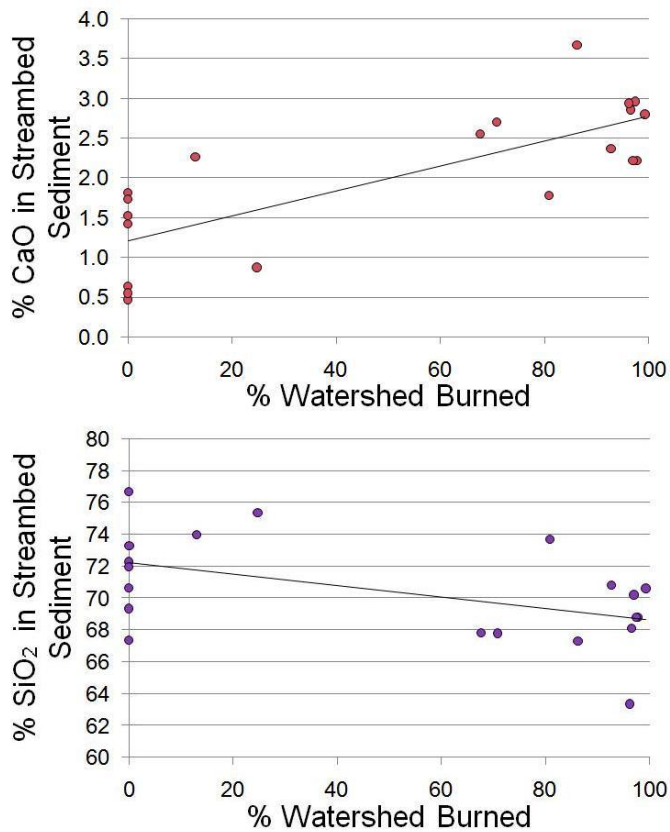 % CaO in Streambed
Sediment
4.0
3.5
3.0
2.5
2.0
1.5
1.0
0.5
0.0
0 20 40 60 80 100
% Watershed Burned
% SiO₂ in Streambed
Sediment
80
78
76
74
72
70
68
66
64
62
60
0 20 40 60 80 100
% Watershed Burned